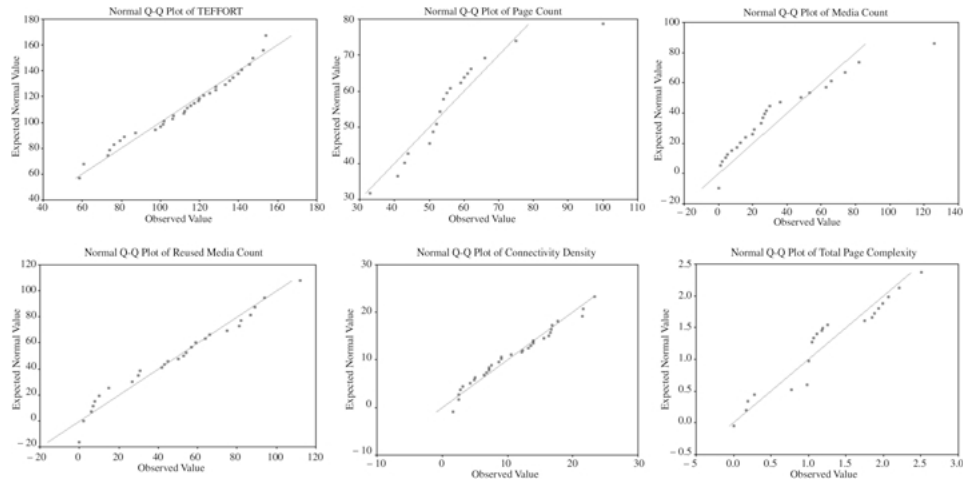 Normal Q-Q Plot of TEFFORT
Expected Normal Value
180
160
140
120
100
80
60
40
40 60 80 100 120 140 160 180
Observed Value
Normal Q-Q Plot of Page Count
Expected Normal Value
80
70
60
50
40
30
30 40 50 60 70 80 90 100 110
Observed Value
Normal Q-Q Plot of Media Count
Expected Normal Value
100
80
60
40
20
0
-20
-20 0 20 40 60 80 100 120 140
Observed Value
Normal Q-Q Plot of Reused Media Count
Expected Normal Value
120
100
80
60
40
20
0
-20
-20 0 20 40 60 80 100 120
Observed Value
Normal Q-Q Plot of Connectivity Density
Expected Normal Value
30
20
10
0
-10
-10 0 10 20 30
Observed Value
Normal Q-Q Plot of Total Page Complexity
Expected Normal Value
2.5
2.0
1.5
1.0
0.5
0.0
-0.5
-.5 0.0 0.5 1.0 1.5 2.0 2.5 3.0
Observed Value